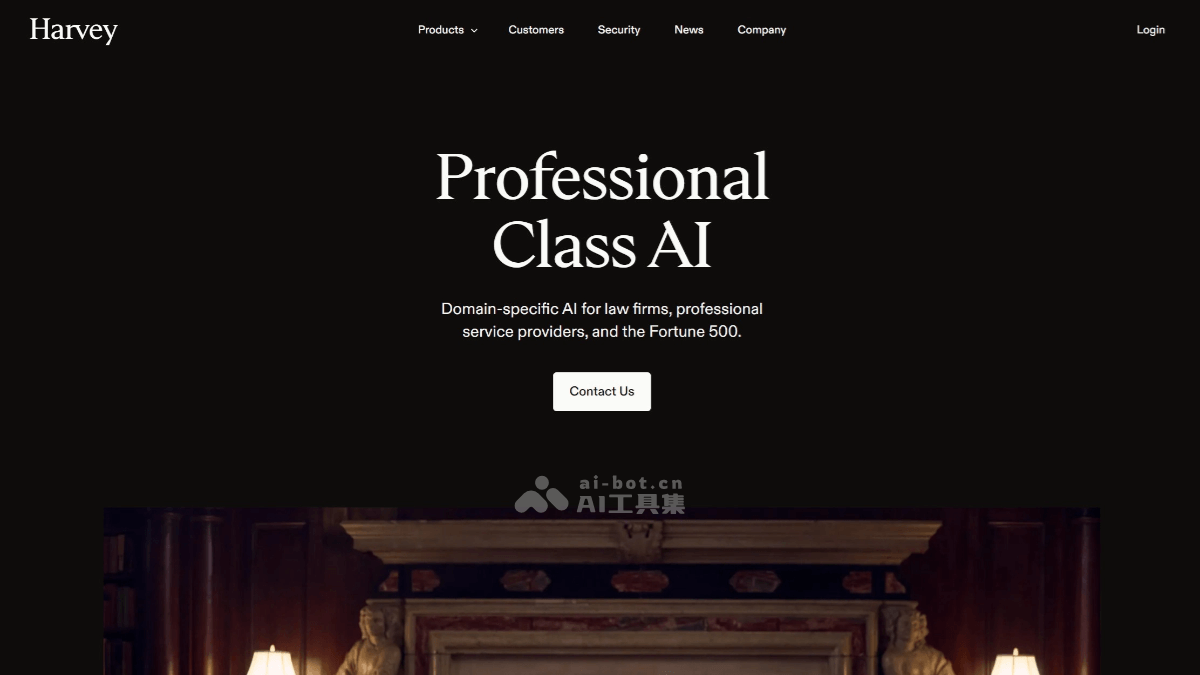 Harvey
Products
Customers
Security
News
Company
Login
Professional
Class AI
Domain-specific AI for law firms, professional
service providers, and the Fortune 500.
Contact Us
ai-bot.cn
AI工具集